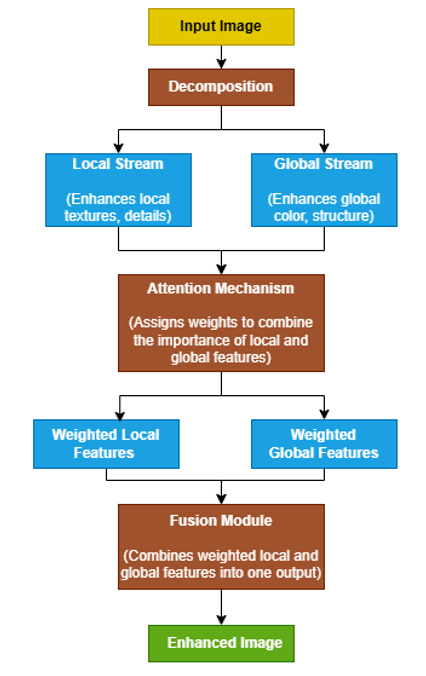 Input Image
Decomposition
Local Stream
(Enhances local
textures, details)
Global Stream
(Enhances global
color, structure)
Attention Mechanism
(Assigns weights to combine
the importance of local and
global features)
Weighted Local
Features
Weighted
Global Features
Fusion Module
(Combines weighted local and
global features into one output)
Enhanced Image